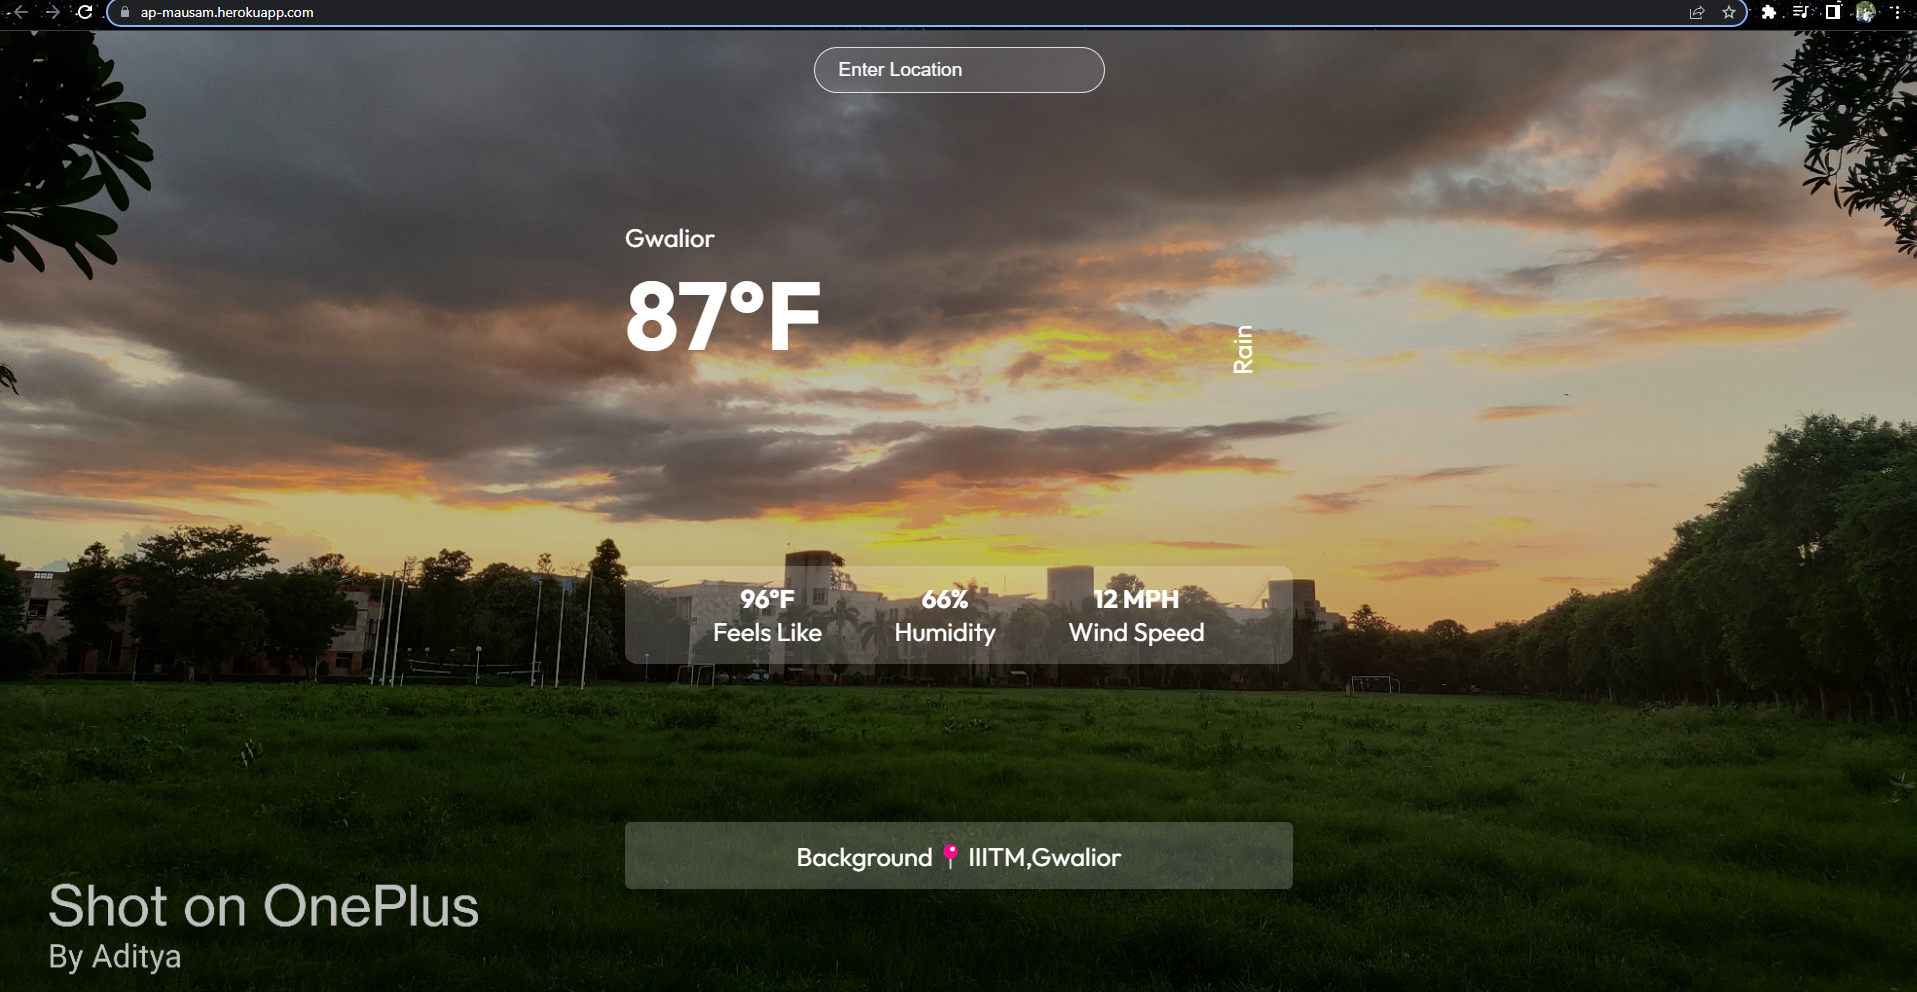 ap-mausam.herokuapp.com
Enter Location
Gwalior
87°F
Rain
96°F
66%
12 MPH
Feels Like
Humidity
Wind Speed
Background📍IIITM,Gwalior
Shot on OnePlus
By Aditya